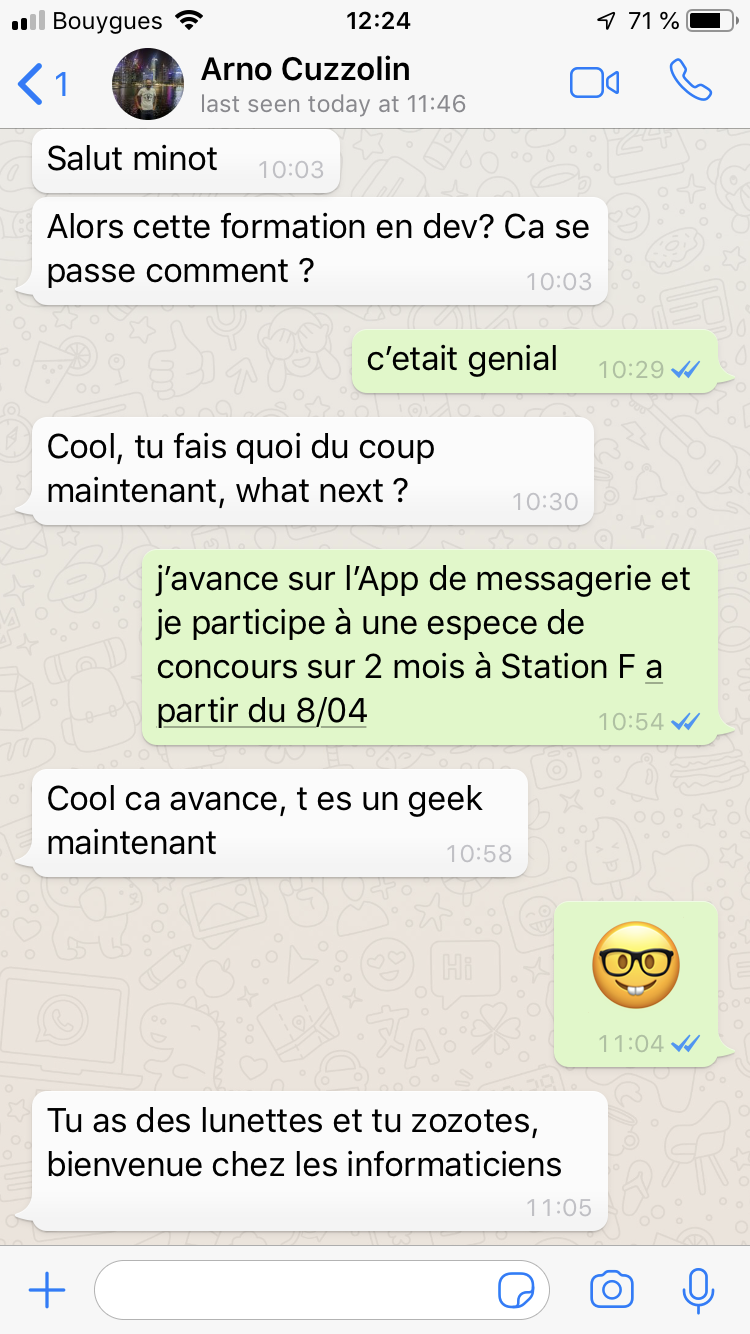 Bouygues 12:24 71 %
1 Arno Cuzzolin
last seen today at 11:46
Salut minot 10:03
Alors cette formation en dev? Ca se
passe comment ? 10:03
c’etait genial 10:29
Cool, tu fais quoi du coup
maintenant, what next ? 10:30
j’avance sur l’App de messagerie et
je participe à une espece de
concours sur 2 mois à Station F a
partir du 8/04 10:54
Cool ca avance, t es un geek
maintenant 10:58
🤓
11:04
Tu as des lunettes et tu zozotes,
bienvenue chez les informaticiens
11:05